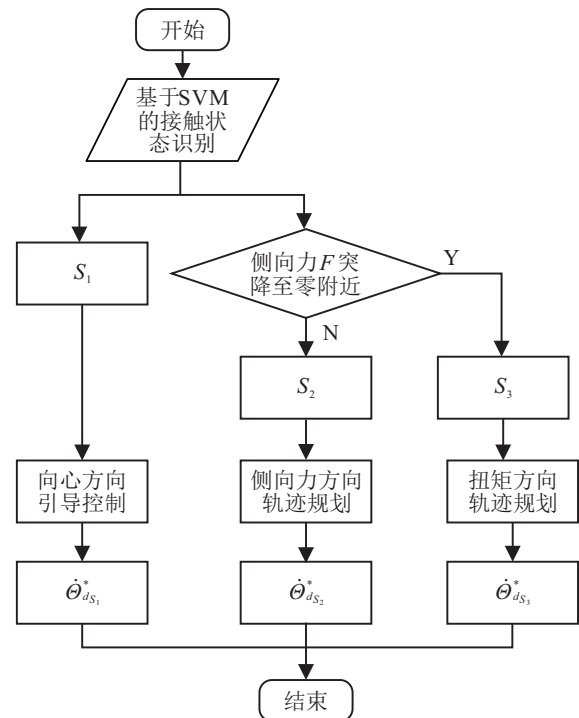 开始
基于SVM
的接触状
态识别
侧向力F突
降至零附近
Y
N
S₁
S₂
S₃
向心方向
引导控制
侧向力方向
轨迹规划
扭矩方向
轨迹规划
Θ̇*_{dS₁}
Θ̇*_{dS₂}
Θ̇*_{dS₃}
结束